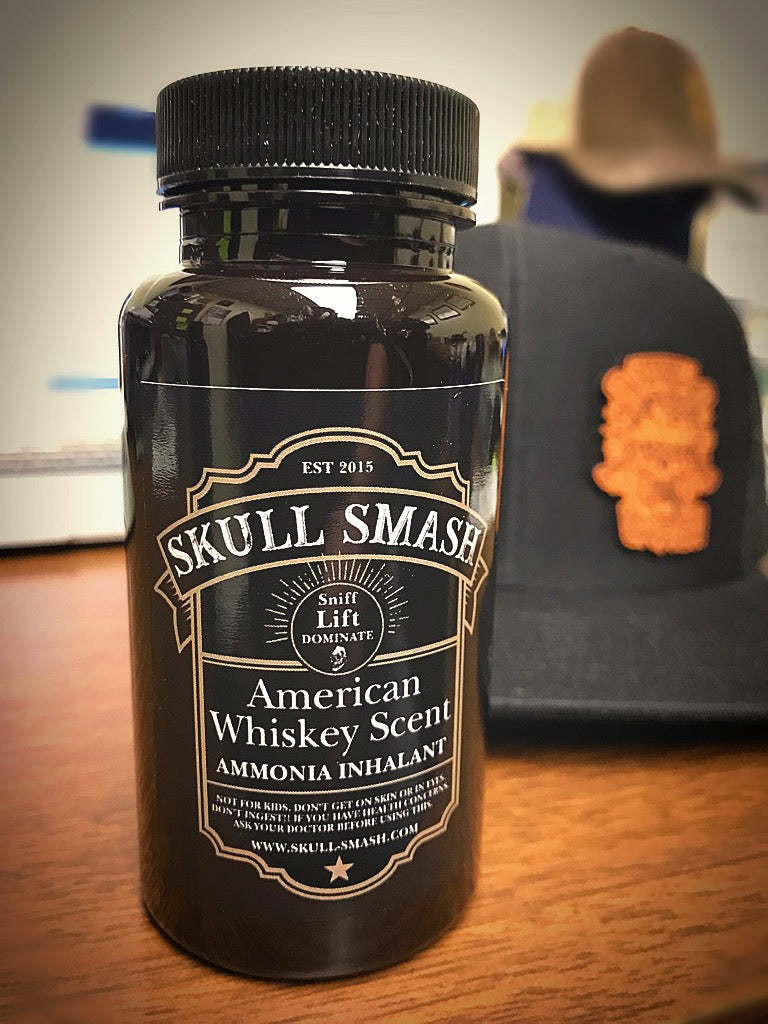 EST 2015
SKULL SMASH
Sniff
Lift
DOMINATE
American
Whiskey Scent
AMMONIA INHALANT
NOT FOR KIDS, DON'T GET ON SKIN OR IN EYES,
DON'T INGEST!! IF YOU HAVE HEALTH CONCERNS
ASK YOUR DOCTOR BEFORE USING THIS.
WWW.SKULL-SMASH.COM